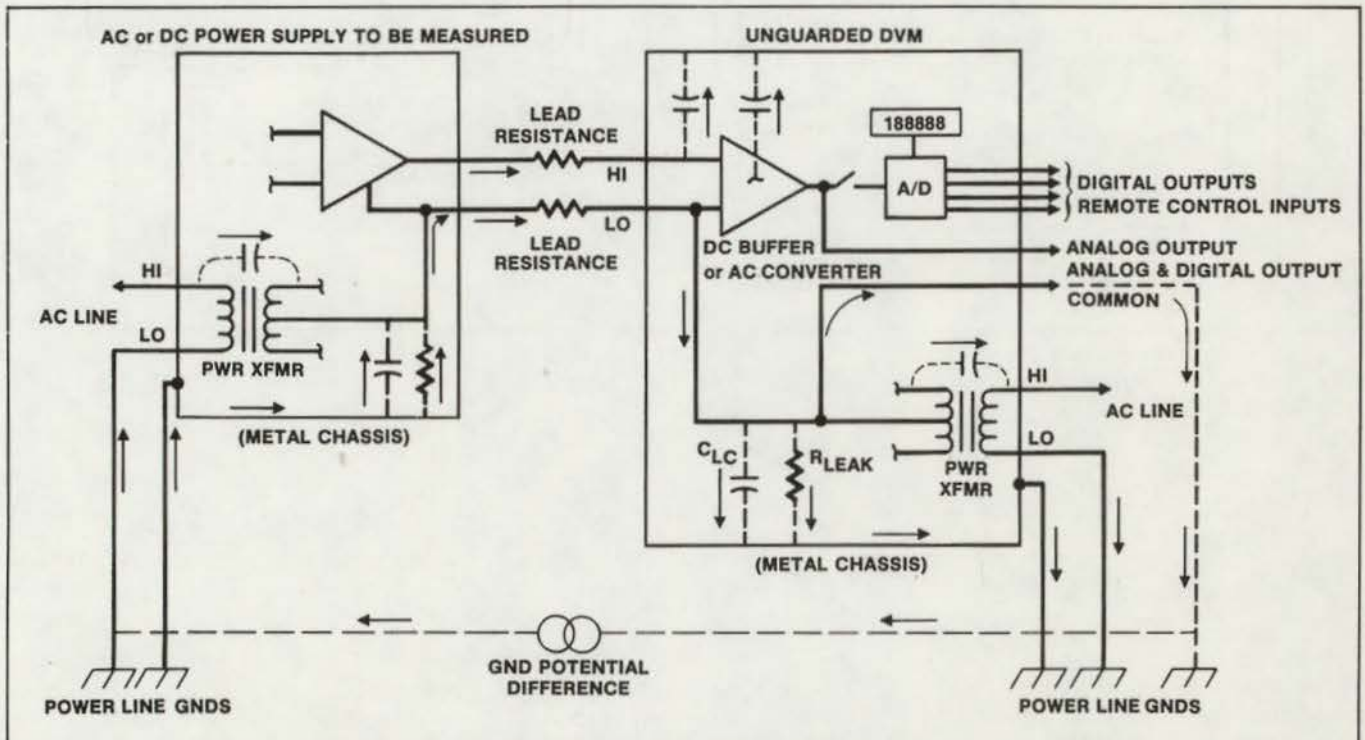 AC or DC POWER SUPPLY TO BE MEASURED
UNGUARDED DVM
LEAD
RESISTANCE
HI
LO
LEAD
RESISTANCE
188888
A/D
DIGITAL OUTPUTS
REMOTE CONTROL INPUTS
DC BUFFER
or AC CONVERTER
ANALOG OUTPUT
ANALOG & DIGITAL OUTPUT
COMMON
HI
AC LINE
LO
PWR XFMR
(METAL CHASSIS)
CLC
RLEAK
PWR
XFMR
HI
AC LINE
LO
(METAL CHASSIS)
GND POTENTIAL
DIFFERENCE
POWER LINE GNDS
POWER LINE GNDS